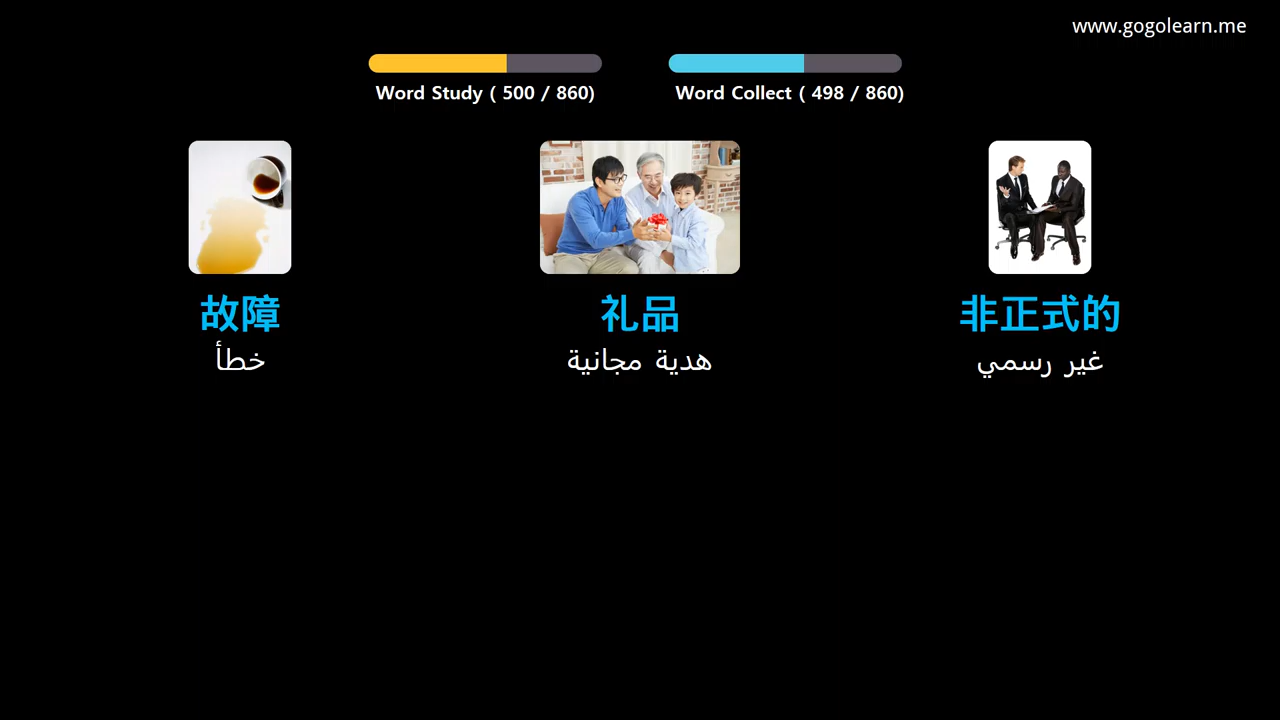 www.gogolearn.me
Word Study ( 500 / 860)
Word Collect ( 498 / 860)
故障
خطأ
礼品
هدية مجانية
非正式的
غير رسمي